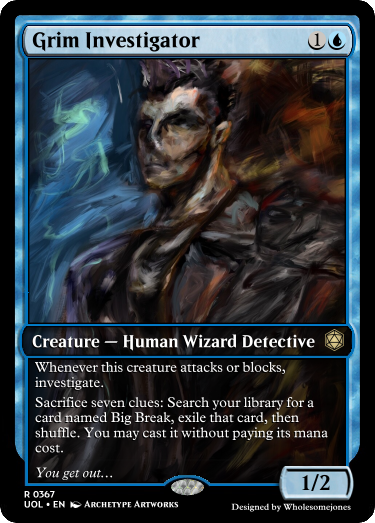 Grim Investigator 1
Creature — Human Wizard Detective
Whenever this creature attacks or blocks,
investigate.
Sacrifice seven clues: Search your library for a
card named Big Break, exile that card, then
shuffle. You may cast it without paying its mana
cost.
You get out…
1/2
R 0367
UOL • EN Archetype Artworks
Designed by Wholesomejones